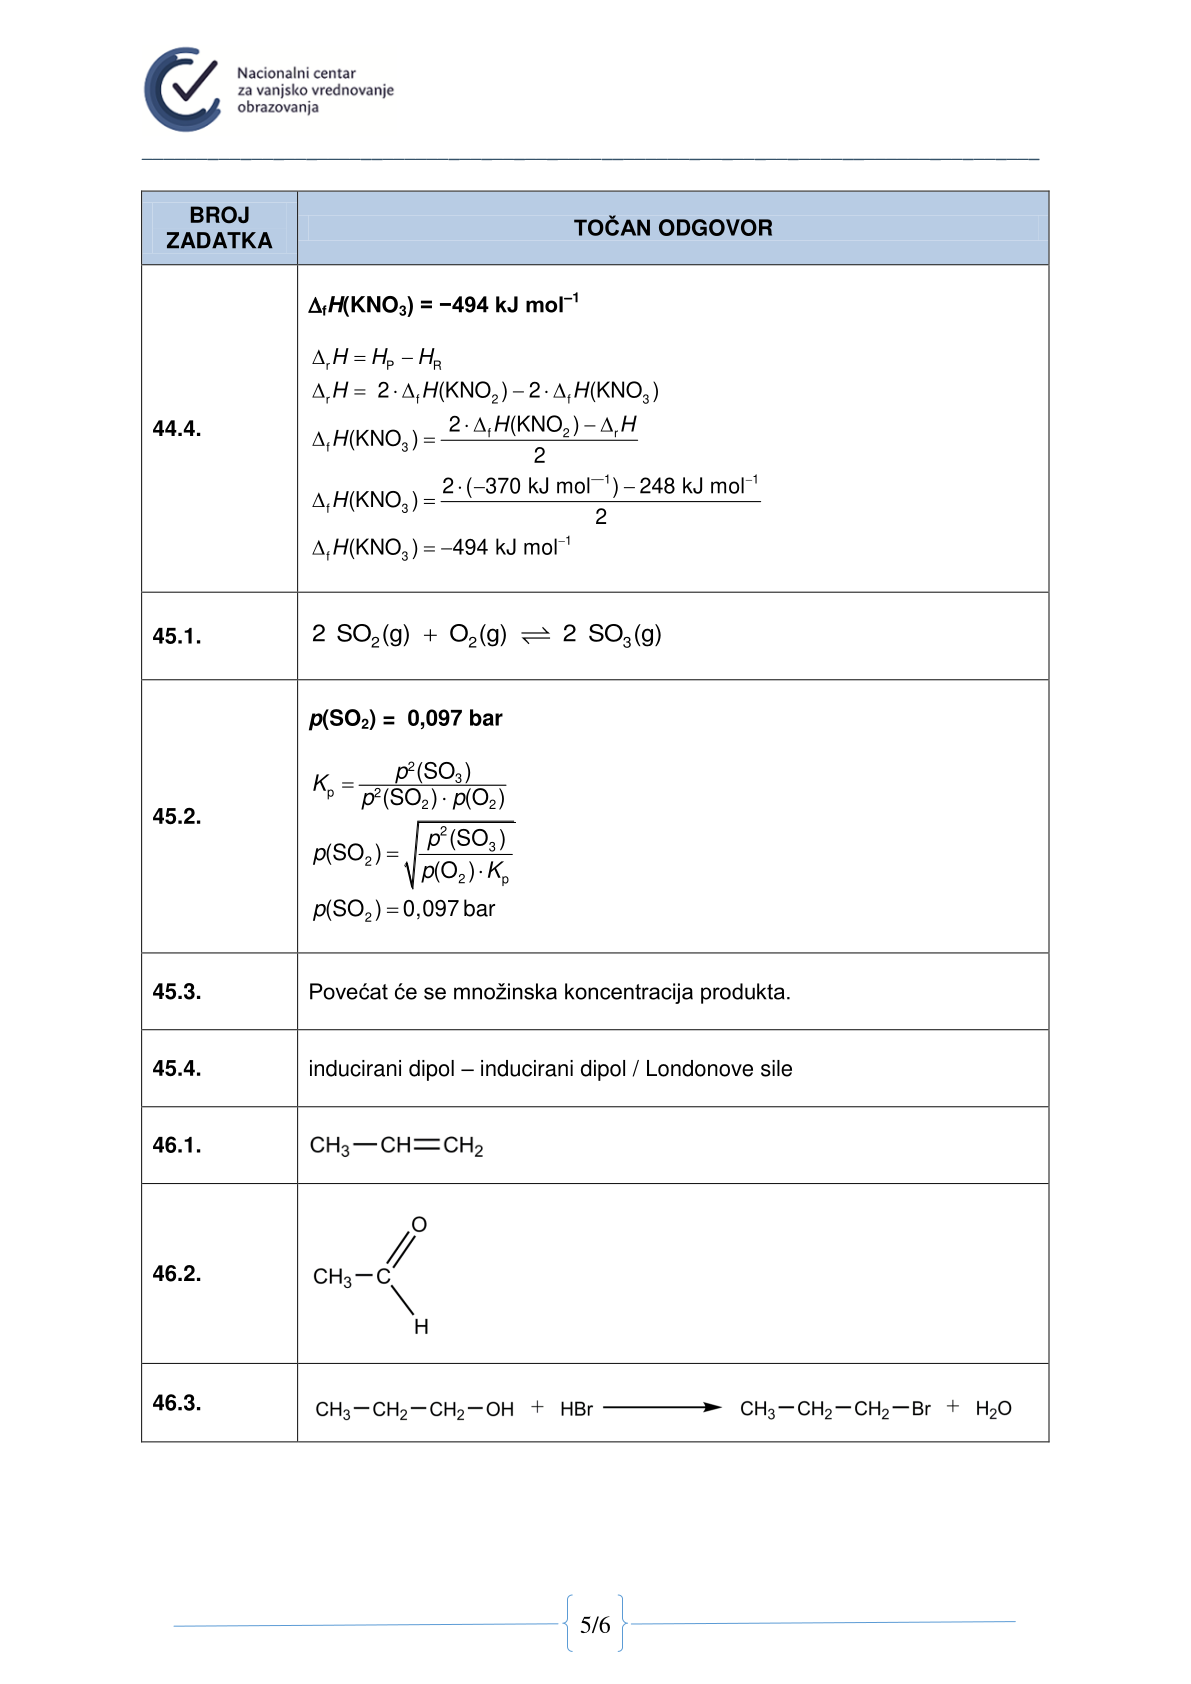 Nacionalni centar
za vanjsko vrednovanje
obrazovanja
BROJ ZADATKA
TOČAN ODGOVOR
44.4.
ΔfH(KNO₃) = −494 kJ mol⁻¹
ΔrH = HP − HR
ΔrH = 2 · ΔfH(KNO₂) − 2 · ΔfH(KNO₃)
ΔfH(KNO₃) = (2 · ΔfH(KNO₂) − ΔrH) / 2
ΔfH(KNO₃) = (2 · (−370 kJ mol⁻¹) − 248 kJ mol⁻¹) / 2
ΔfH(KNO₃) = −494 kJ mol⁻¹
45.1.
2 SO₂(g) + O₂(g) ⇌ 2 SO₃(g)
45.2.
p(SO₂) = 0,097 bar
Kp = p²(SO₃) / (p²(SO₂) · p(O₂))
p(SO₂) = √(p²(SO₃) / (p(O₂) · Kp))
p(SO₂) = 0,097 bar
45.3.
Povećat će se množinska koncentracija produkta.
45.4.
inducirani dipol – inducirani dipol / Londonove sile
46.1.
CH₃—CH═CH₂
46.2.
O
CH₃—C
H
46.3.
CH₃—CH₂—CH₂—OH + HBr ⟶ CH₃—CH₂—CH₂—Br + H₂O
5/6